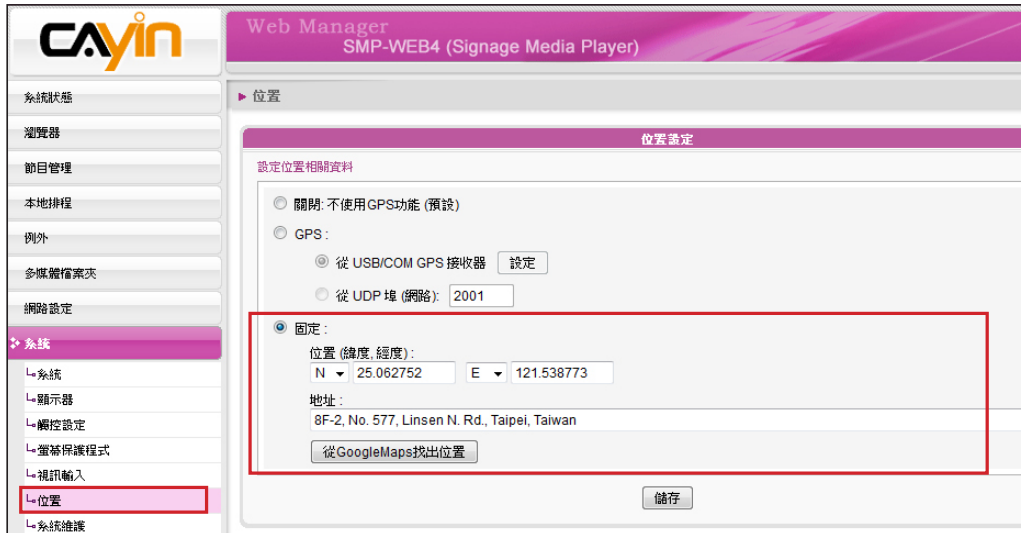 CAYIN
Web Manager
SMP-WEB4 (Signage Media Player)
系統狀態
瀏覽器
節目管理
本地排程
例外
多媒體檔案夾
網路設定
系統
系統
顯示器
觸控設定
螢幕保護程式
視訊輸入
位置
系統維護
位置
位置設定
設定位置相關資料
關閉: 不使用GPS功能 (預設)
GPS :
從 USB/COM GPS 接收器 設定
從 UDP 埠 (網路): 2001
固定 :
位置 (緯度, 經度) :
N 25.062752 E 121.538773
地址 :
8F-2, No. 577, Linsen N. Rd., Taipei, Taiwan
從GoogleMaps找出位置
儲存